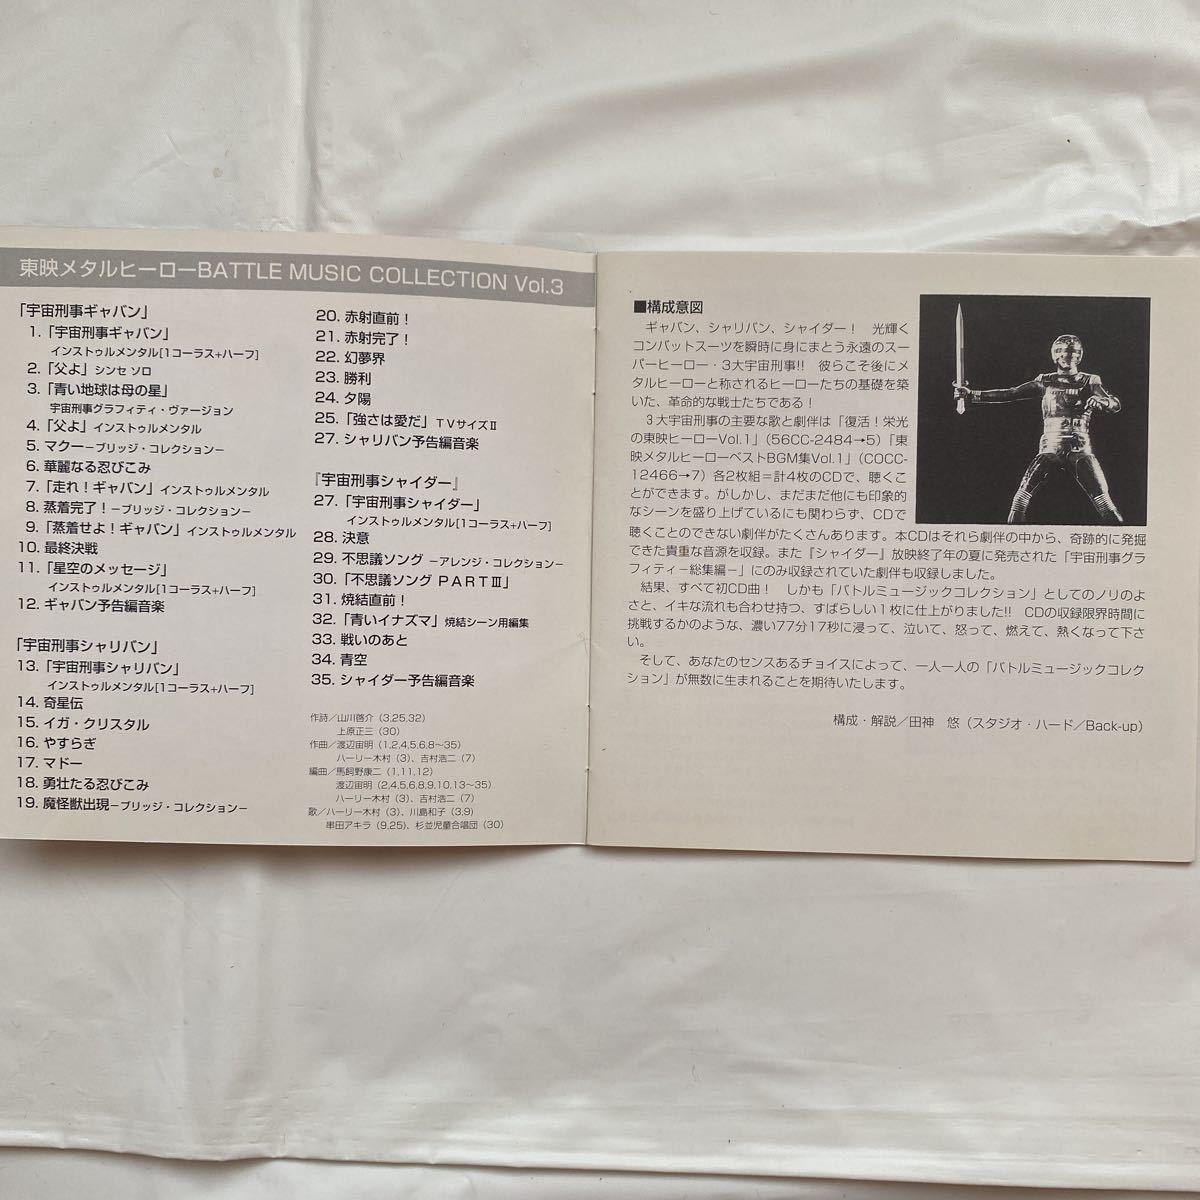 東映メタルヒーローBATTLE MUSIC COLLECTION Vol.3
「宇宙刑事ギャバン」
1.「宇宙刑事ギャバン」
インストゥルメンタル[1コーラス+ハーフ]
2.「父よ」シンセ ソロ
3.「青い地球は母の星」
宇宙刑事グラフィティ・ヴァージョン
4.「父よ」インストゥルメンタル
5. マクー−ブリッジ・コレクション−
6. 華麗なる忍びこみ
7.「走れ！ギャバン」インストゥルメンタル
8. 蒸着完了！−ブリッジ・コレクション−
9.「蒸着せよ！ギャバン」インストゥルメンタル
10. 最終決戦
11.「星空のメッセージ」
インストゥルメンタル[1コーラス+ハーフ]
12. ギャバン予告編音楽
「宇宙刑事シャリバン」
13.「宇宙刑事シャリバン」
インストゥルメンタル[1コーラス+ハーフ]
14. 奇星伝
15. イガ・クリスタル
16. やすらぎ
17. マドー
18. 勇壮たる忍びこみ
19. 魔怪獣出現−ブリッジ・コレクション−
20. 赤射直前！
21. 赤射完了！
22. 幻夢界
23. 勝利
24. 夕陽
25.「強さは愛だ」TVサイズⅡ
27. シャリバン予告編音楽
『宇宙刑事シャイダー』
27.「宇宙刑事シャイダー」
インストゥルメンタル[1コーラス+ハーフ]
28. 決意
29. 不思議ソング −アレンジ・コレクション−
30.「不思議ソング PARTⅢ」
31. 焼結直前！
32.「青いイナズマ」焼結シーン用編集
33. 戦いのあと
34. 青空
35. シャイダー予告編音楽
作詩／山川啓介（3.25,32）
上原正三（30）
作曲／渡辺宙明（1.2,4,5,6.8〜35）
ハーリー木村（3）、吉村浩二（7）
編曲／馬飼野康二（1,11,12）
渡辺宙明（2,4,5,6,8,9,10,13〜35）
ハーリー木村（3）、吉村浩二（7）
歌／ハーリー木村（3）、川島和子（3.9）
串田アキラ（9.25)、杉並児童合唱団（30）
■構成意図
ギャバン、シャリバン、シャイダー！　光輝く
コンバットスーツを瞬時に身にまとう永遠のスー
パーヒーロー・3大宇宙刑事!!　彼らこそ後にメ
タルヒーローと称されるヒーローたちの基礎を築
いた、革命的な戦士たちである！
3大宇宙刑事の主要な歌と劇伴は「復活！栄光
の東映ヒーローVol.1」（56CC-2484→5）「東
映メタルヒーローベストBGM集Vol.1」（COCC-
12466→7）各2枚組＝計4枚のCDで、聴くこ
とができます。がしかし、まだまだ他にも印象的
なシーンを盛り上げているにも関わらず、CDで
聴くことのできない劇伴がたくさんあります。本CDはそれら劇伴の中から、奇跡的に発掘
できた貴重な音源を収録。また『シャイダー』放映終了年の夏に発売された「宇宙刑事グラ
フィティ−総集編−」にのみ収録されていた劇伴も収録しました。
結果、すべて初CD曲！　しかも「バトルミュージックコレクション」としてのノリのよ
さと、イキな流れも合わせ持つ、すばらしい1枚に仕上がりました!!　CDの収録限界時間に
挑戦するかのような、濃い77分17秒に浸って、泣いて、怒って、燃えて、熱くなって下さ
い。
そして、あなたのセンスあるチョイスによって、一人一人の「バトルミュージックコレク
ション」が無数に生まれることを期待いたします。
構成・解説／田神　悠（スタジオ・ハード／Back-up）